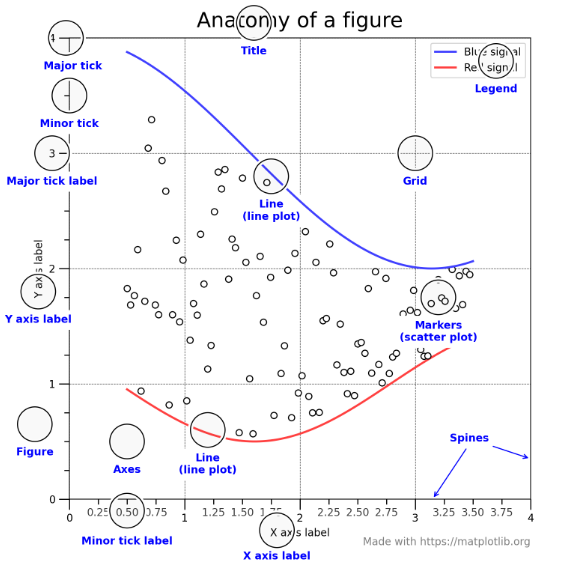 Anatomy of a figure
Title
Blue signal
Red signal
Legend
4
Major tick
Minor tick
3
Major tick label
Grid
Line
(line plot)
2
Y axis label
Y axis label
Markers
(scatter plot)
1
Line
(line plot)
Figure
Axes
Spines
0
0 0.25 0.50 0.75 1 1.25 1.50 1.75 2 2.25 2.50 2.75 3 3.25 3.50 3.75 4
Minor tick label
X axis label
X axis label
Made with https://matplotlib.org